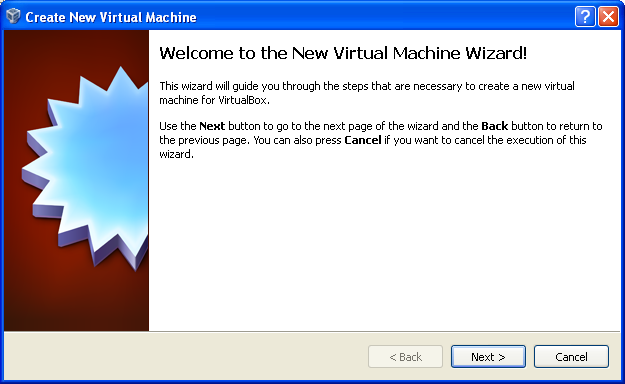 Create New Virtual Machine
Welcome to the New Virtual Machine Wizard!
This wizard will guide you through the steps that are necessary to create a new virtual
machine for VirtualBox.
Use the Next button to go to the next page of the wizard and the Back button to return to
the previous page. You can also press Cancel if you want to cancel the execution of this
wizard.
< Back Next > Cancel